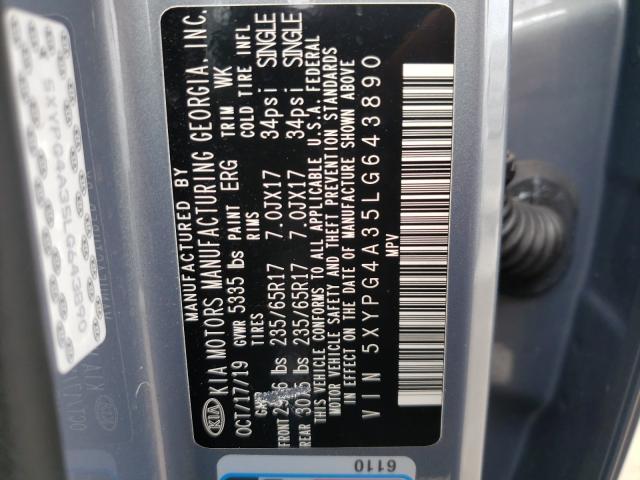 MANUFACTURED BY
KIA KIA MOTORS MANUFACTURING GEORGIA, INC.
OCT/17/19 GVWR 5335 lbs PAINT ERG TRIM WK
TIRES RIMS COLD TIRE INFL
FRONT lbs 235/65R17 7.0JX17 34psi SINGLE
REAR lbs 235/65R17 7.0JX17 34psi SINGLE
THIS VEHICLE CONFORMS TO ALL APPLICABLE U.S.A. FEDERAL
MOTOR VEHICLE SAFETY AND THEFT PREVENTION STANDARDS
IN EFFECT ON THE DATE OF MANUFACTURE SHOWN ABOVE
VIN 5XYPG4A35LG643890
MPV
5XYPG4A35LG643890
6110